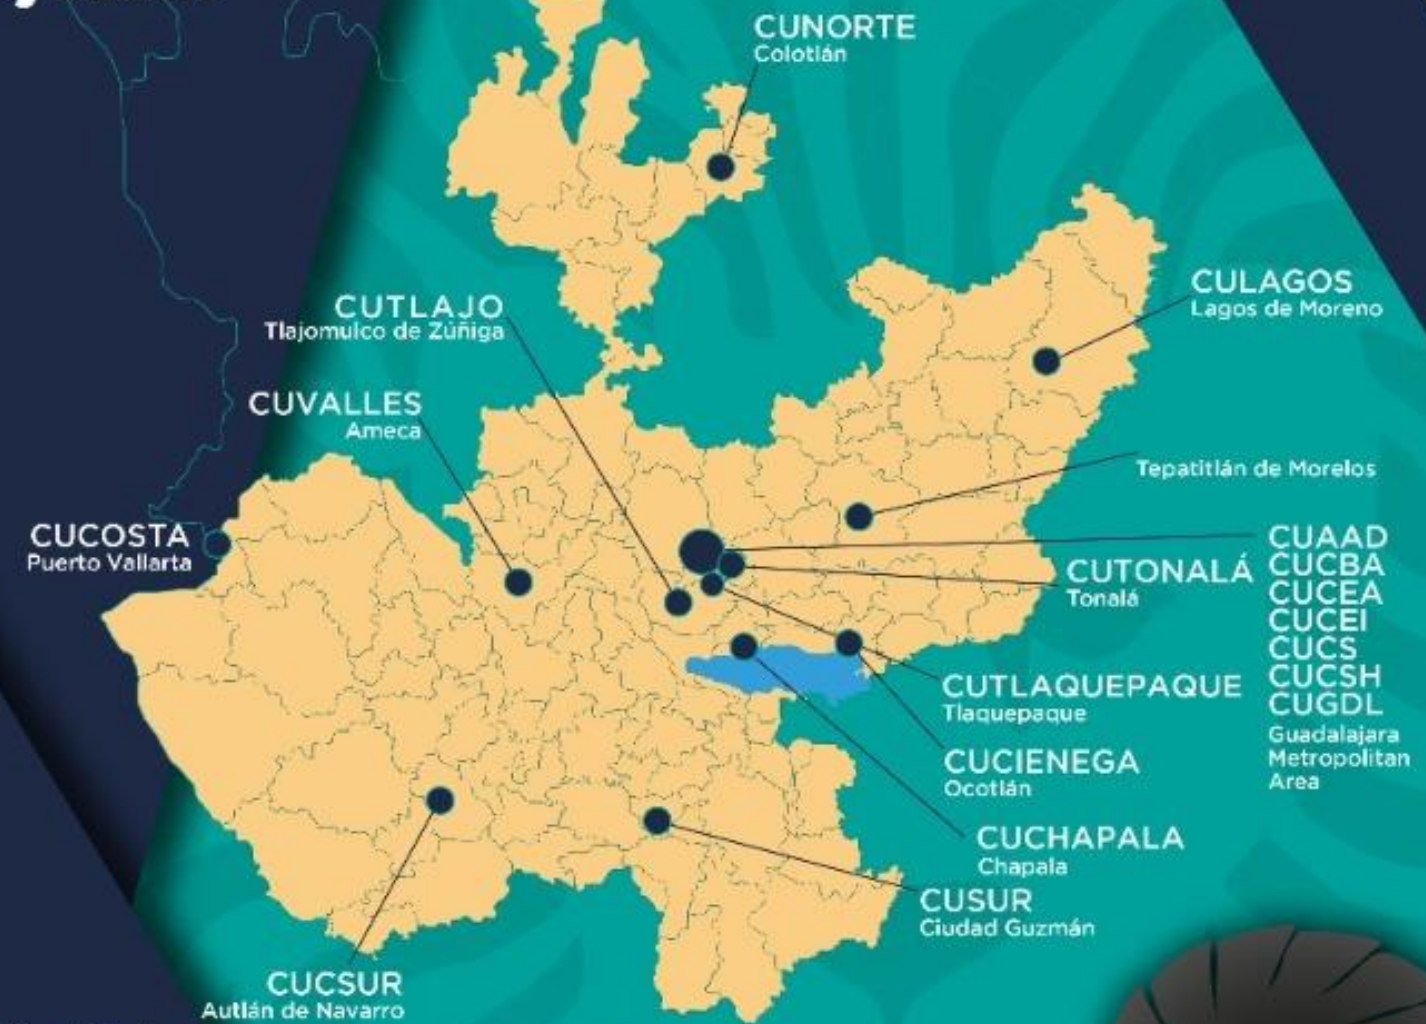 CUNORTE
Colotlán
CULAGOS
Lagos de Moreno
CUTLAJO
Tlajomulco de Zúñiga
CUVALLES
Ameca
Tepatitlán de Morelos
CUCOSTA
Puerto Vallarta
CUAAD
CUCBA
CUCEA
CUCEI
CUCS
CUCSH
CUGDL
Guadalajara
Metropolitan
Area
CUTONALÁ
Tonalá
CUTLAQUEPAQUE
Tlaquepaque
CUCIENEGA
Ocotlán
CUCHAPALA
Chapala
CUSUR
Ciudad Guzmán
CUCSUR
Autlán de Navarro